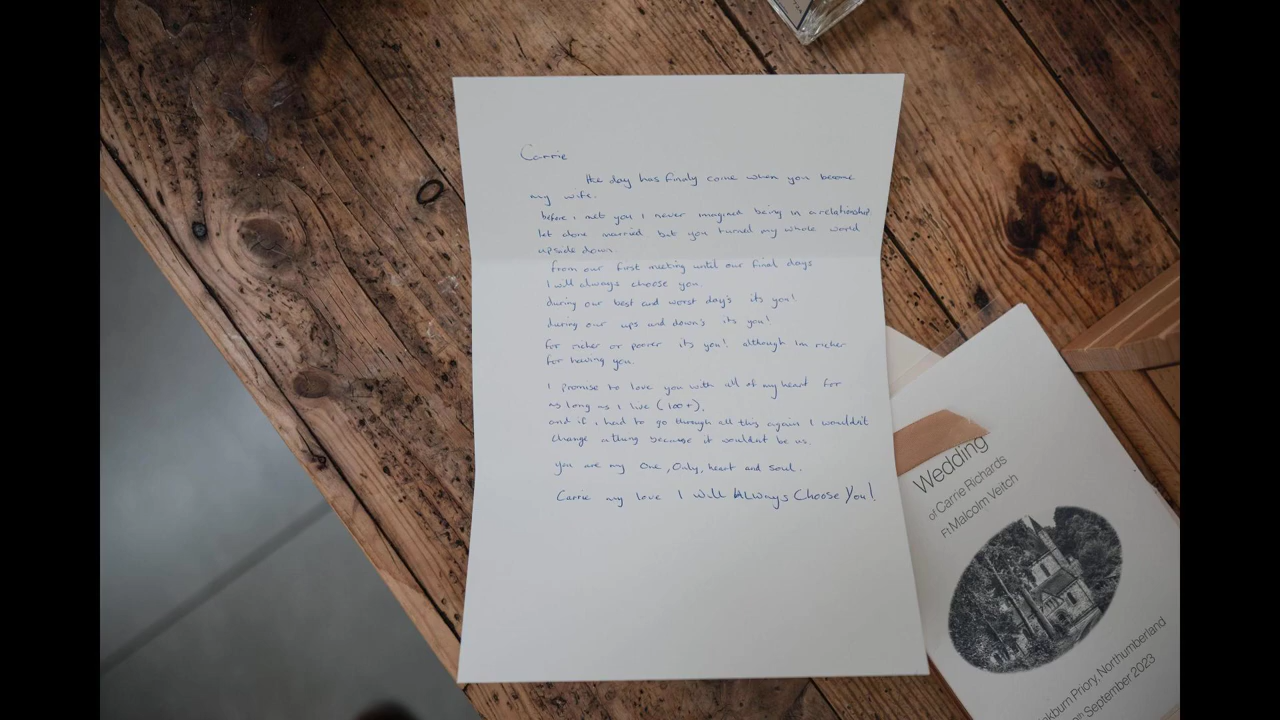 Carrie
the day has finaly come when you become
my wife.
before i met you I never imagined being in a relationship
let alone married but you turned my whole world
upside down.
from our first meeting until our final days
I will always choose you.
during our best and worst day's its you!
during our ups and down's its you!
for richer or poorer its you! although im richer
for having you.
I promise to love you with all of my heart for
as long as I live (100+).
and if i had to go through all this again I wouldn't
change a thing because it wouldnt be us.
you are my One, Only, heart and soul.
Carrie my love I Will ALways Choose You!
Wedding
of Carrie Richards
Ft Malcolm Veitch
Priory, Northumberland
September 2023